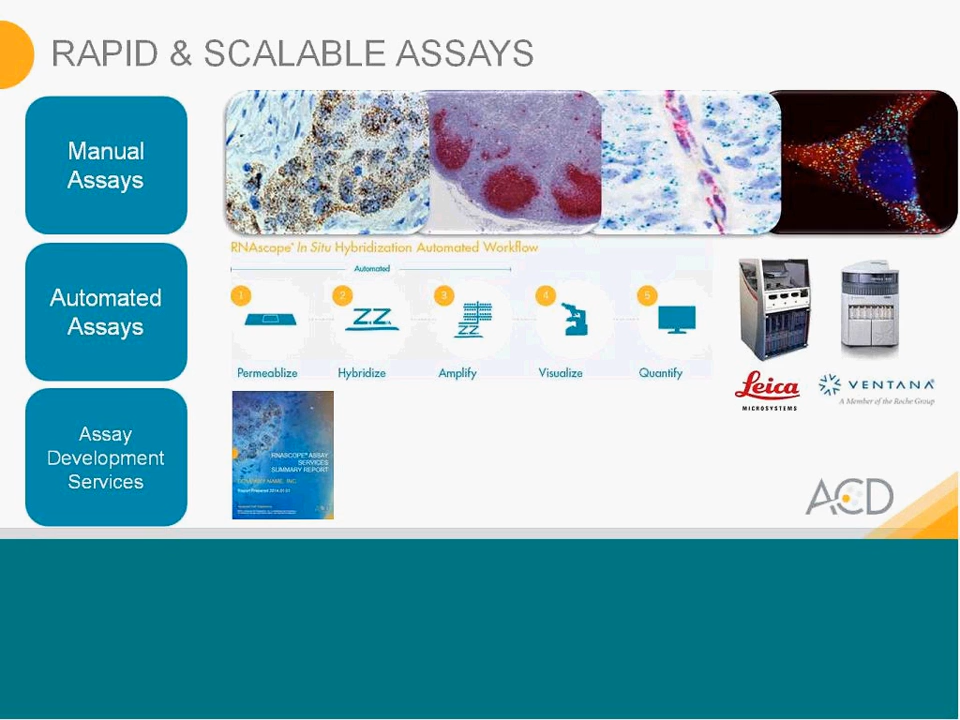 RAPID & SCALABLE ASSAYS
Manual
Assays
RNAscope® In Situ Hybridization Automated Workflow
Automated
1 2 3 4 5
Automated
Assays
Permeablize Hybridize Amplify Visualize Quantify
Leica
MICROSYSTEMS
VENTANA®
A Member of the Roche Group
Assay
Development
Services
RNASCOPE® ASSAY
SERVICES
SUMMARY REPORT
COMPANY NAME, INC.
Report Prepared 2014.01.01
ACD